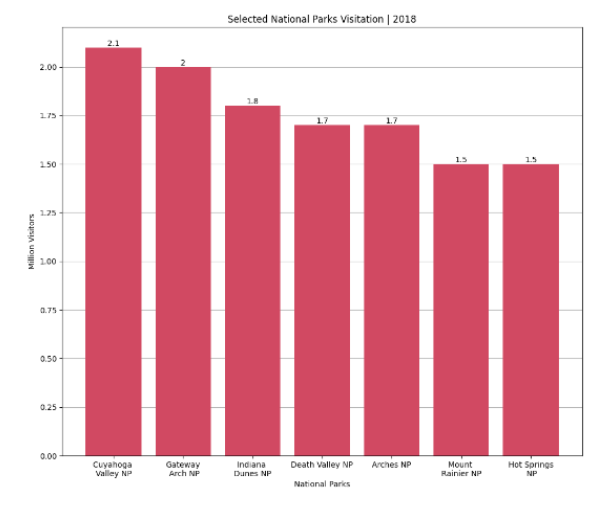 Selected National Parks Visitation | 2018
2.1
2
1.8
1.7
1.7
1.5
1.5
2.00
1.75
1.50
1.25
1.00
0.75
0.50
0.25
0.00
Million Visitors
Cuyahoga
Valley NP
Gateway
Arch NP
Indiana
Dunes NP
Death Valley NP
Arches NP
Mount
Rainier NP
Hot Springs
NP
National Parks